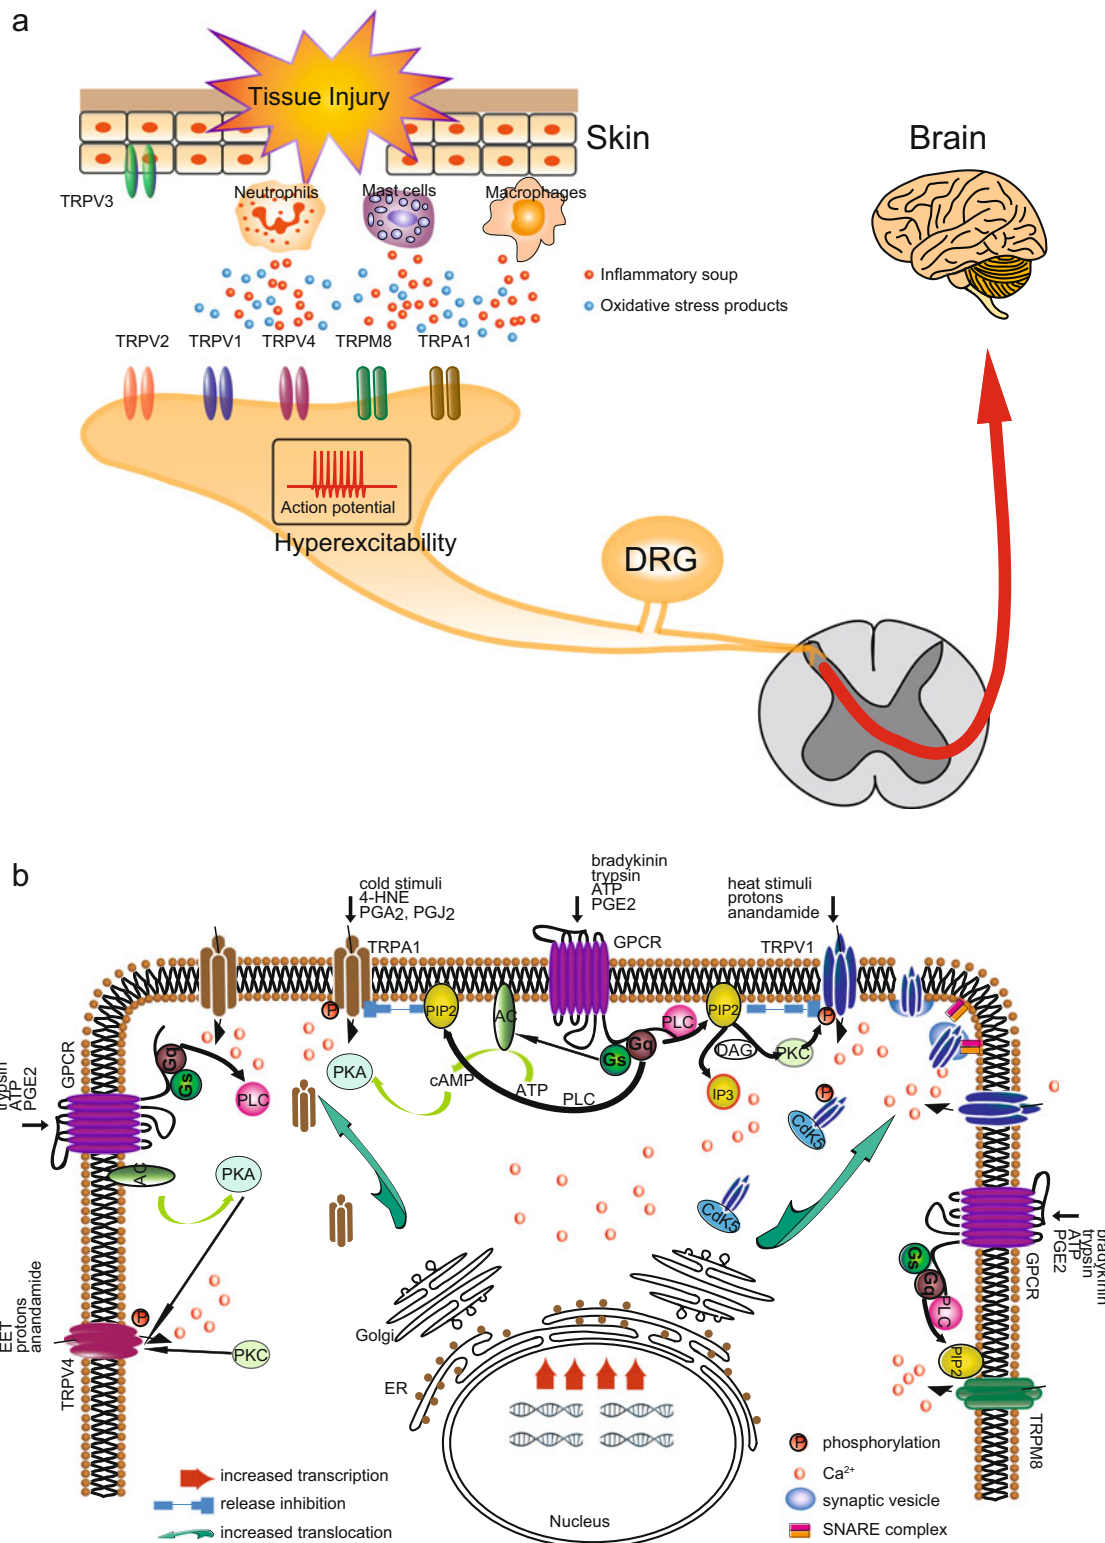 a
Tissue Injury
Skin
Brain
TRPV3
Neutrophils
Mast cells
Macrophages
Inflammatory soup
Oxidative stress products
TRPV2
TRPV1
TRPV4
TRPM8
TRPA1
Action potential
Hyperexcitability
DRG
b
cold stimuli
4-HNE
PGA2, PGJ2
TRPA1
bradykinin
trypsin
ATP
PGE2
GPCR
heat stimuli
protons
anandamide
TRPV1
P
PIP2
AC
PLC
PIP2
P
Gq
Gs
PKA
cAMP
ATP
PLC
Gs
Gq
DAG
PKC
IP3
P
CdK5
CdK5
trypsin
ATP
PGE2
GPCR
Gq
Gs
PLC
AC
PKA
EET
protons
anandamide
P
TRPV4
PKC
bradykinin
trypsin
ATP
PGE2
GPCR
Gs
Gq
PLC
PIP2
TRPM8
Golgi
ER
Nucleus
increased transcription
release inhibition
increased translocation
P phosphorylation
Ca2+
synaptic vesicle
SNARE complex